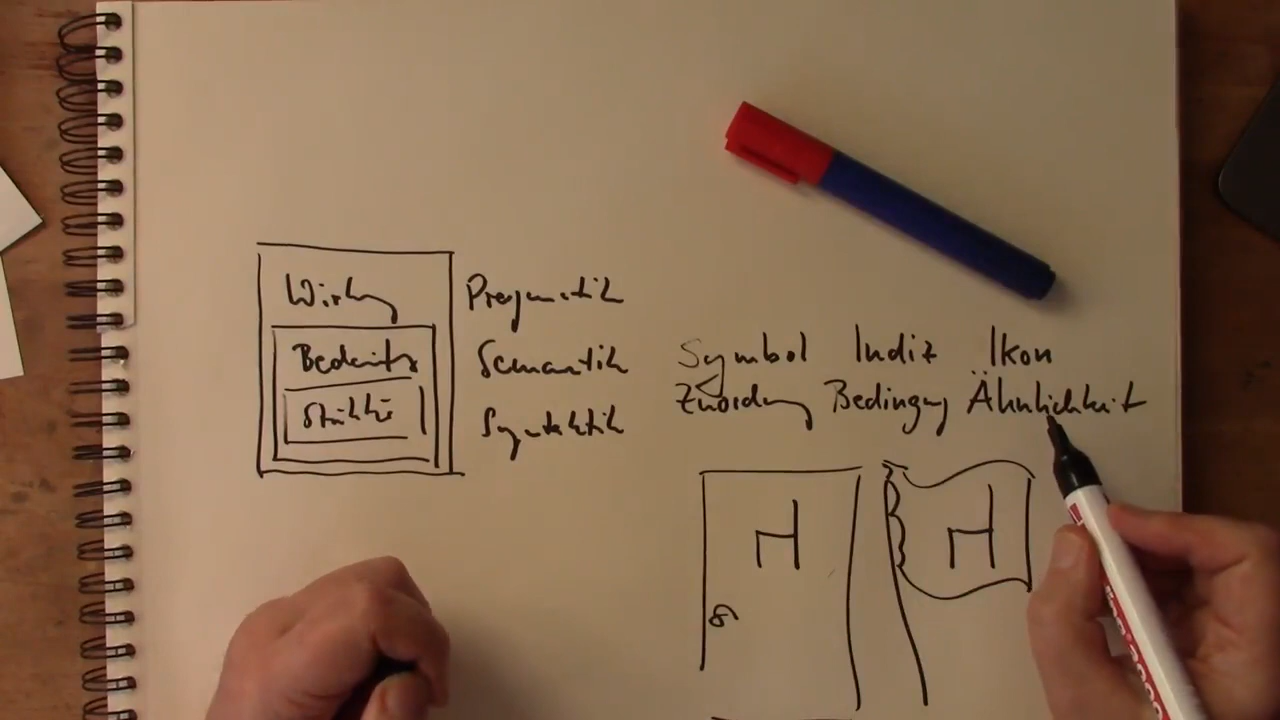 Wirkung Pragmatik
Bedeutung Semantik
Struktur Syntaktik
Symbol Indiz Ikon
Zuordnung Bedingung Ähnlichkeit